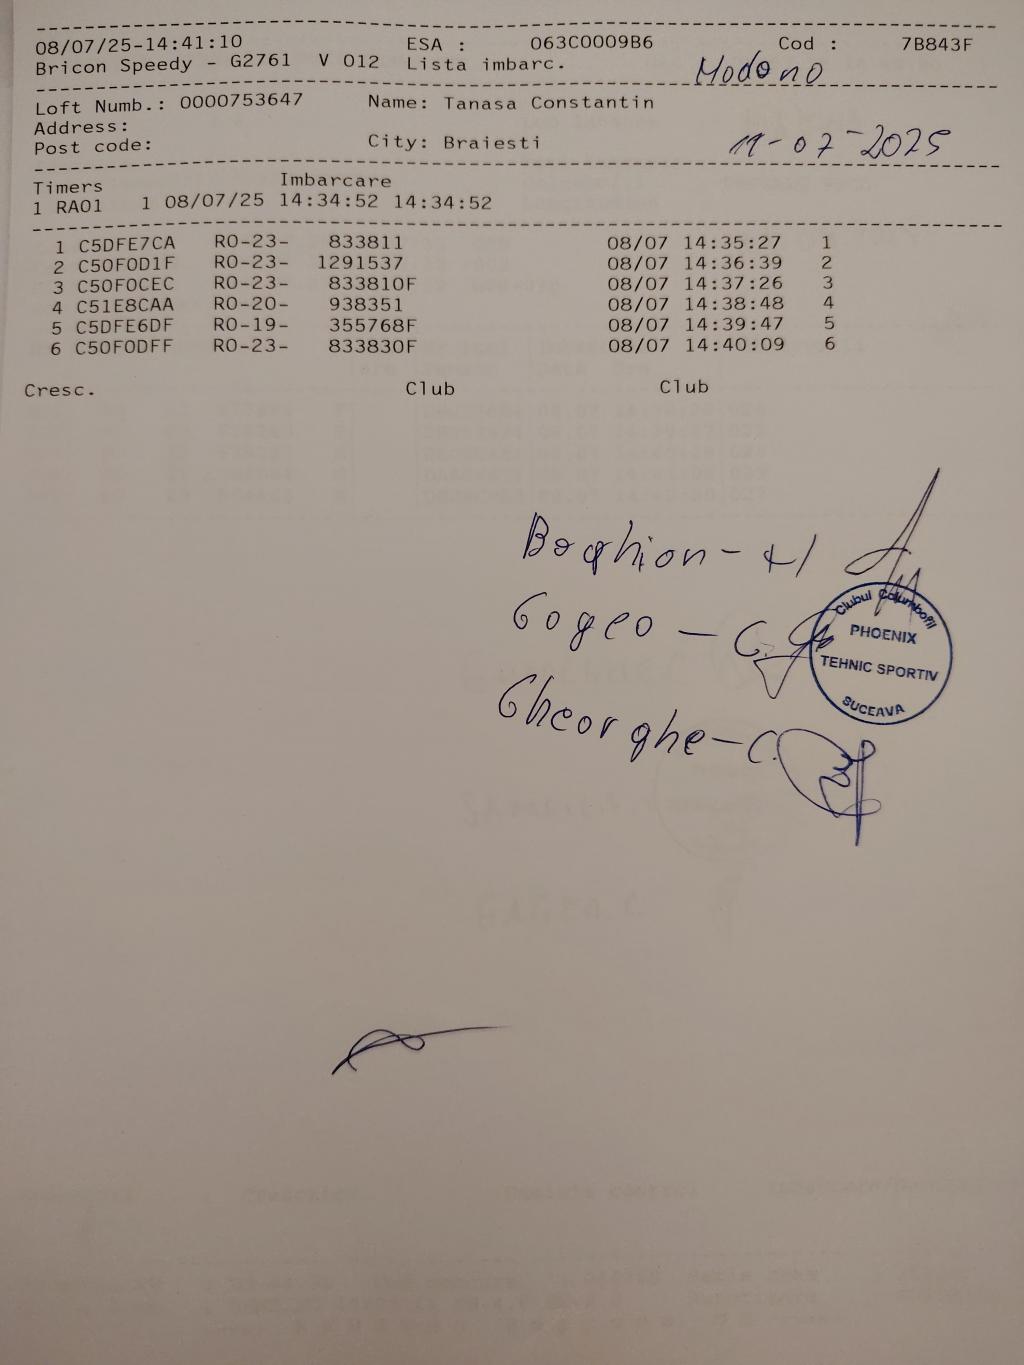 08/07/25-14:41:10 ESA : 063C0009B6 Cod : 7B843F
Bricon Speedy - G2761 V 012 Lista imbarc.
Modono
Loft Numb.: 0000753647 Name: Tanasa Constantin
Address:
Post code: City: Braiesti
11-07-2025
Timers Imbarcare
1 RA01 1 08/07/25 14:34:52 14:34:52
1 C5DFE7CA RO-23- 833811 08/07 14:35:27 1
2 C50F0D1F RO-23- 1291537 08/07 14:36:39 2
3 C50F0CEC RO-23- 833810F 08/07 14:37:26 3
4 C51E8CAA RO-20- 938351 08/07 14:38:48 4
5 C5DFE6DF RO-19- 355768F 08/07 14:39:47 5
6 C50F0DFF RO-23- 833830F 08/07 14:40:09 6
Cresc. Club Club
Boghion -
Gogeo - C.
Gheorghe - C.
Clubul Columbofil
PHOENIX
TEHNIC SPORTIV
SUCEAVA